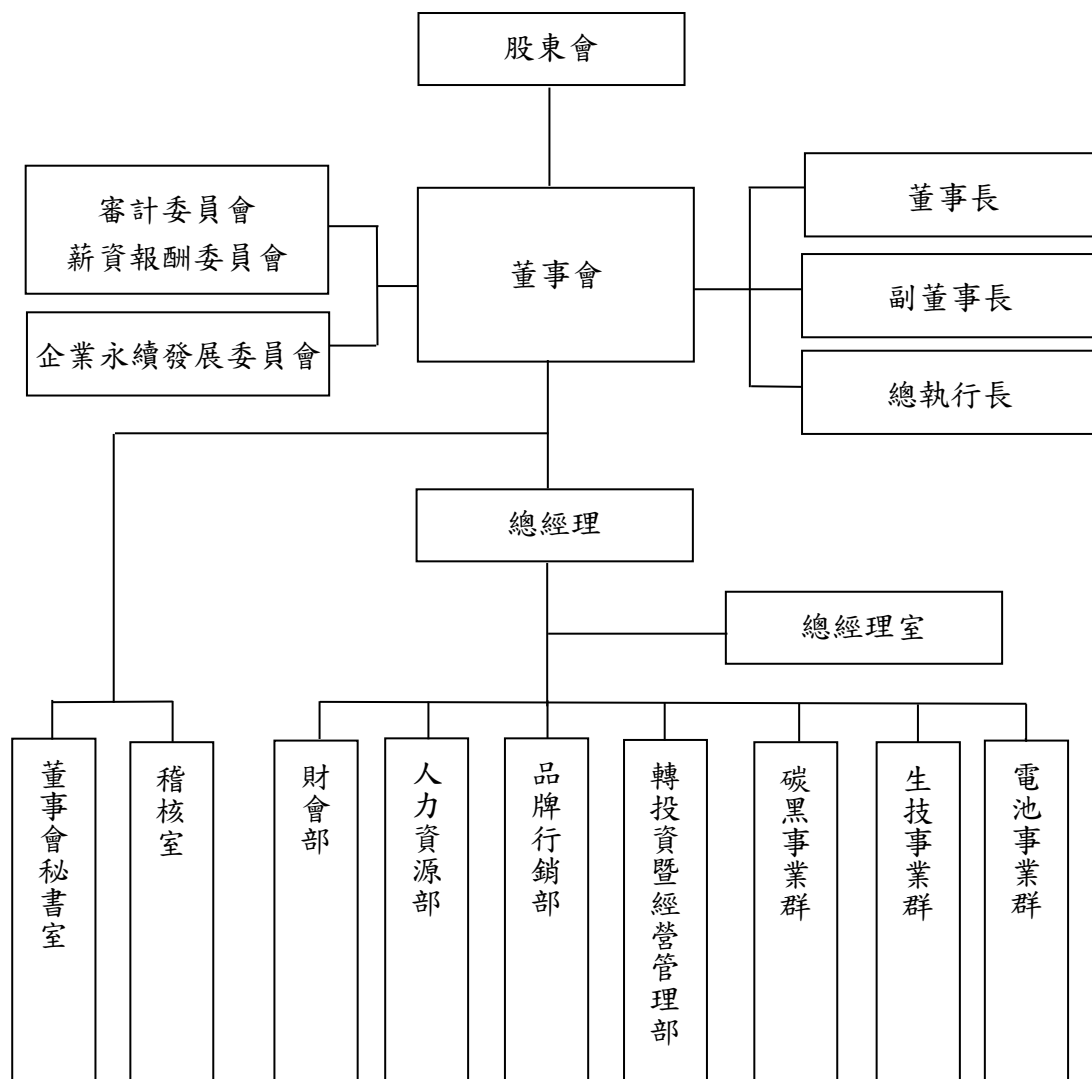 股東會
審計委員會
薪資報酬委員會
企業永續發展委員會
董事會
董事長
副董事長
總執行長
總經理
總經理室
董事會秘書室
稽核室
財會部
人力資源部
品牌行銷部
轉投資暨經營管理部
碳黑事業群
生技事業群
電池事業群